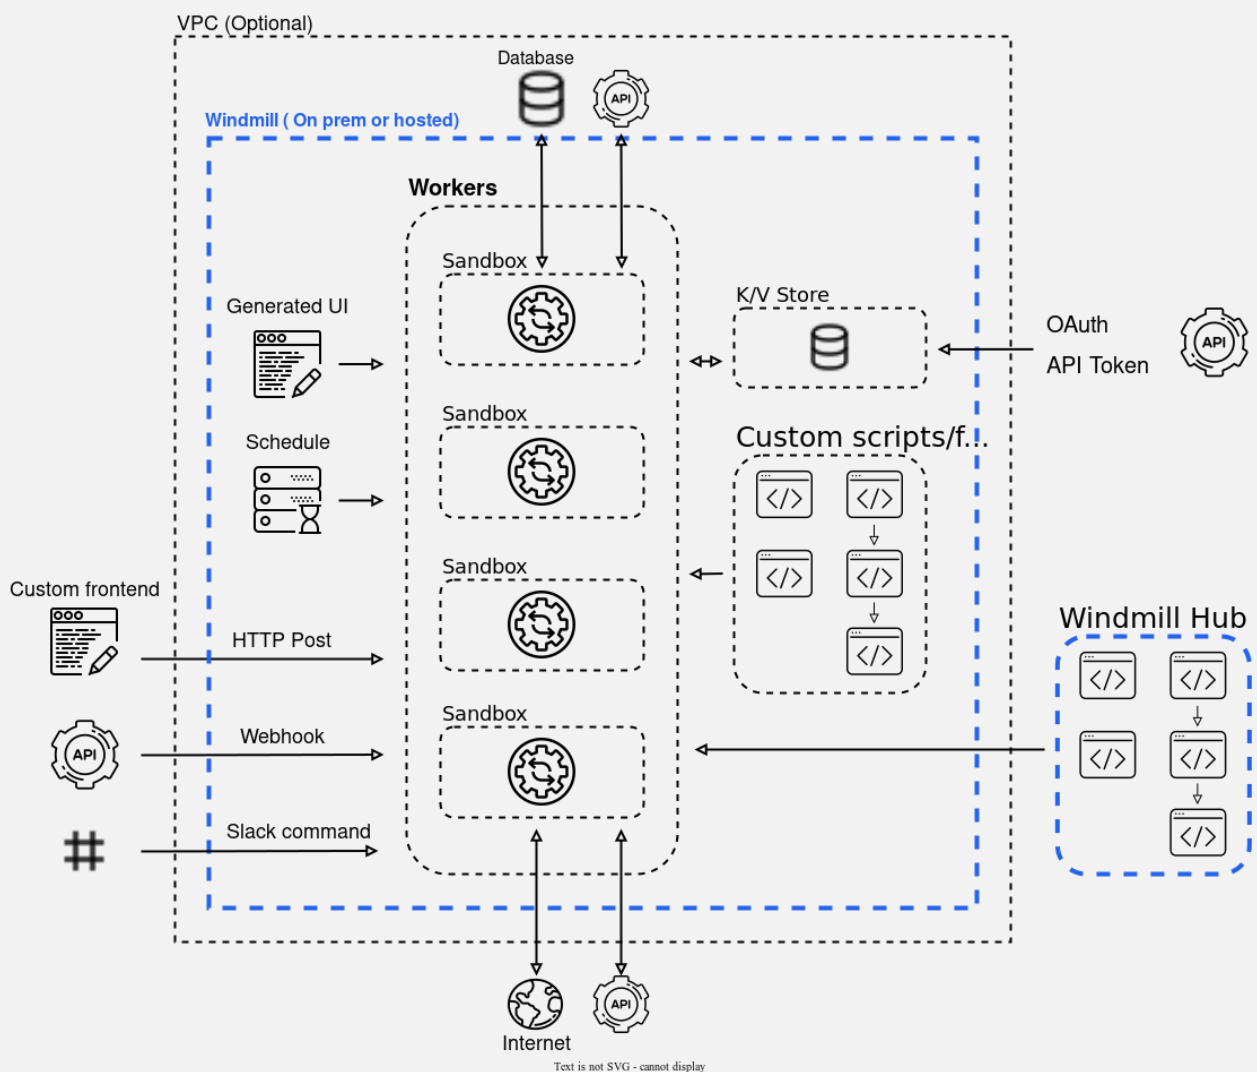 VPC (Optional)
Database
API
Windmill ( On prem or hosted)
Workers
Sandbox
Generated UI
K/V Store
OAuth
API Token
API
Sandbox
Custom scripts/f...
Schedule
</>
</>
Sandbox
</>
</>
Custom frontend
HTTP Post
</>
Windmill Hub
</>
</>
Sandbox
API
Webhook
</>
</>
Slack command
</>
API
Internet
Text is not SVG - cannot display